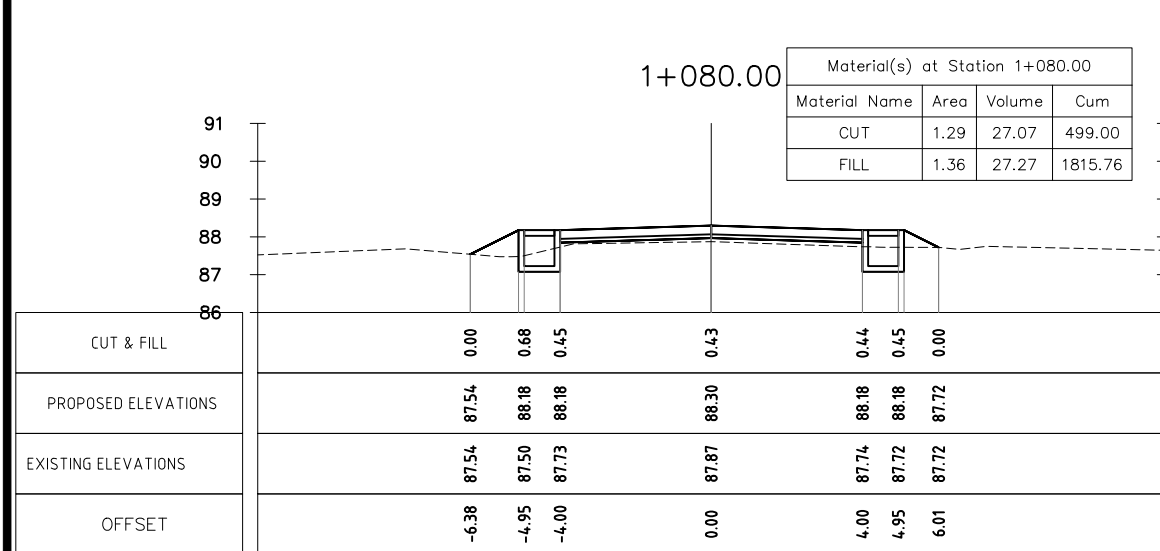 1+080.00
Material(s) at Station 1+080.00
Material Name Area Volume Cum
CUT 1.29 27.07 499.00
FILL 1.36 27.27 1815.76
91
90
89
88
87
86
CUT & FILL 0.00 0.68 0.45 0.43 0.44 0.45 0.00
PROPOSED ELEVATIONS 87.54 88.18 88.18 88.30 88.18 88.18 87.72
EXISTING ELEVATIONS 87.54 87.50 87.73 87.87 87.74 87.72 87.72
OFFSET -6.38 -4.95 -4.00 0.00 4.00 4.95 6.01